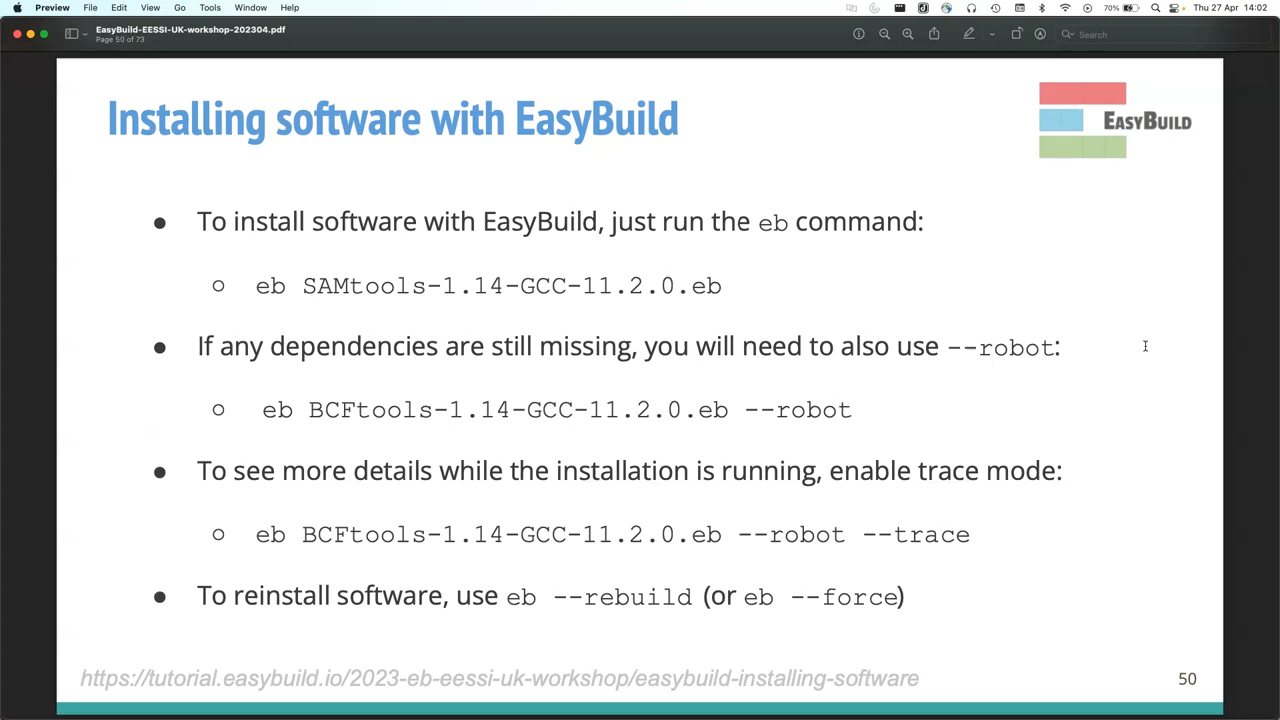 Preview File Edit View Go Tools Window Help 70% Thu 27 Apr 14:02
EasyBuild-EESSI-UK-workshop-202304.pdf
Page 50 of 73
Search
Installing software with EasyBuild
EASYBUILD
● To install software with EasyBuild, just run the eb command:
○ eb SAMtools-1.14-GCC-11.2.0.eb
● If any dependencies are still missing, you will need to also use --robot:
○ eb BCFtools-1.14-GCC-11.2.0.eb --robot
● To see more details while the installation is running, enable trace mode:
○ eb BCFtools-1.14-GCC-11.2.0.eb --robot --trace
● To reinstall software, use eb --rebuild (or eb --force)
https://tutorial.easybuild.io/2023-eb-eessi-uk-workshop/easybuild-installing-software
50